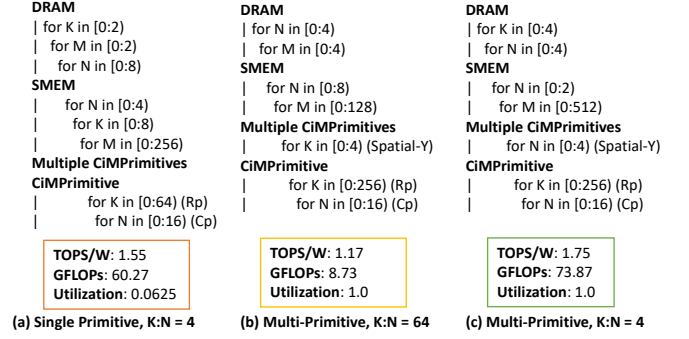 DRAM
| for K in [0:2)
| for M in [0:2)
| for N in [0:8)
SMEM
| for N in [0:4)
| for K in [0:8)
| for M in [0:256)
Multiple CiMPrimitives
CiMPrimitive
| for K in [0:64) (Rp)
| for N in [0:16) (Cp)
TOPS/W: 1.55
GFLOPs: 60.27
Utilization: 0.0625
(a) Single Primitive, K:N = 4
DRAM
| for N in [0:4)
| for M in [0:4)
SMEM
| for N in [0:8)
| for M in [0:128)
Multiple CiMPrimitives
| for K in [0:4) (Spatial-Y)
CiMPrimitive
| for K in [0:256) (Rp)
| for N in [0:16) (Cp)
TOPS/W: 1.17
GFLOPs: 8.73
Utilization: 1.0
(b) Multi-Primitive, K:N = 64
DRAM
| for K in [0:4)
| for N in [0:4)
SMEM
| for N in [0:2)
| for M in [0:512)
Multiple CiMPrimitives
| for N in [0:4) (Spatial-Y)
CiMPrimitive
| for K in [0:256) (Rp)
| for N in [0:16) (Cp)
TOPS/W: 1.75
GFLOPs: 73.87
Utilization: 1.0
(c) Multi-Primitive, K:N = 4